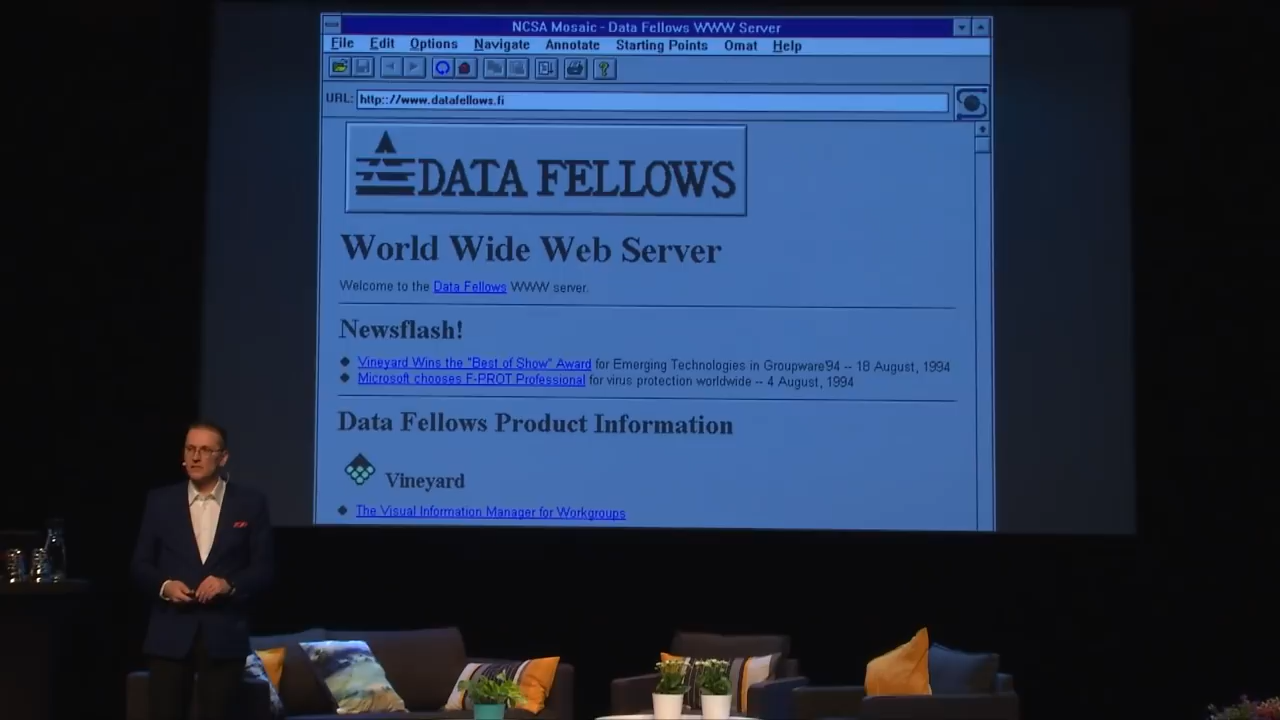 NCSA Mosaic - Data Fellows WWW Server
File Edit Options Navigate Annotate Starting Points Omat Help
URL: http://www.datafellows.fi
DATA FELLOWS
World Wide Web Server
Welcome to the Data Fellows WWW server.
Newsflash!
Vineyard Wins the "Best of Show" Award for Emerging Technologies in Groupware'94 -- 18 August, 1994
Microsoft chooses F-PROT Professional for virus protection worldwide -- 4 August, 1994
Data Fellows Product Information
Vineyard
The Visual Information Manager for Workgroups